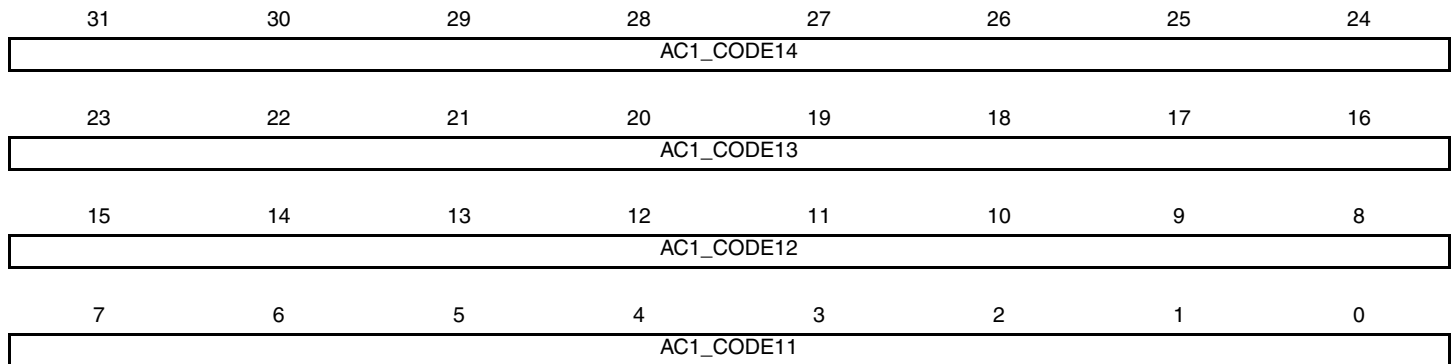 31 30 29 28 27 26 25 24
AC1_CODE14
23 22 21 20 19 18 17 16
AC1_CODE13
15 14 13 12 11 10 9 8
AC1_CODE12
7 6 5 4 3 2 1 0
AC1_CODE11